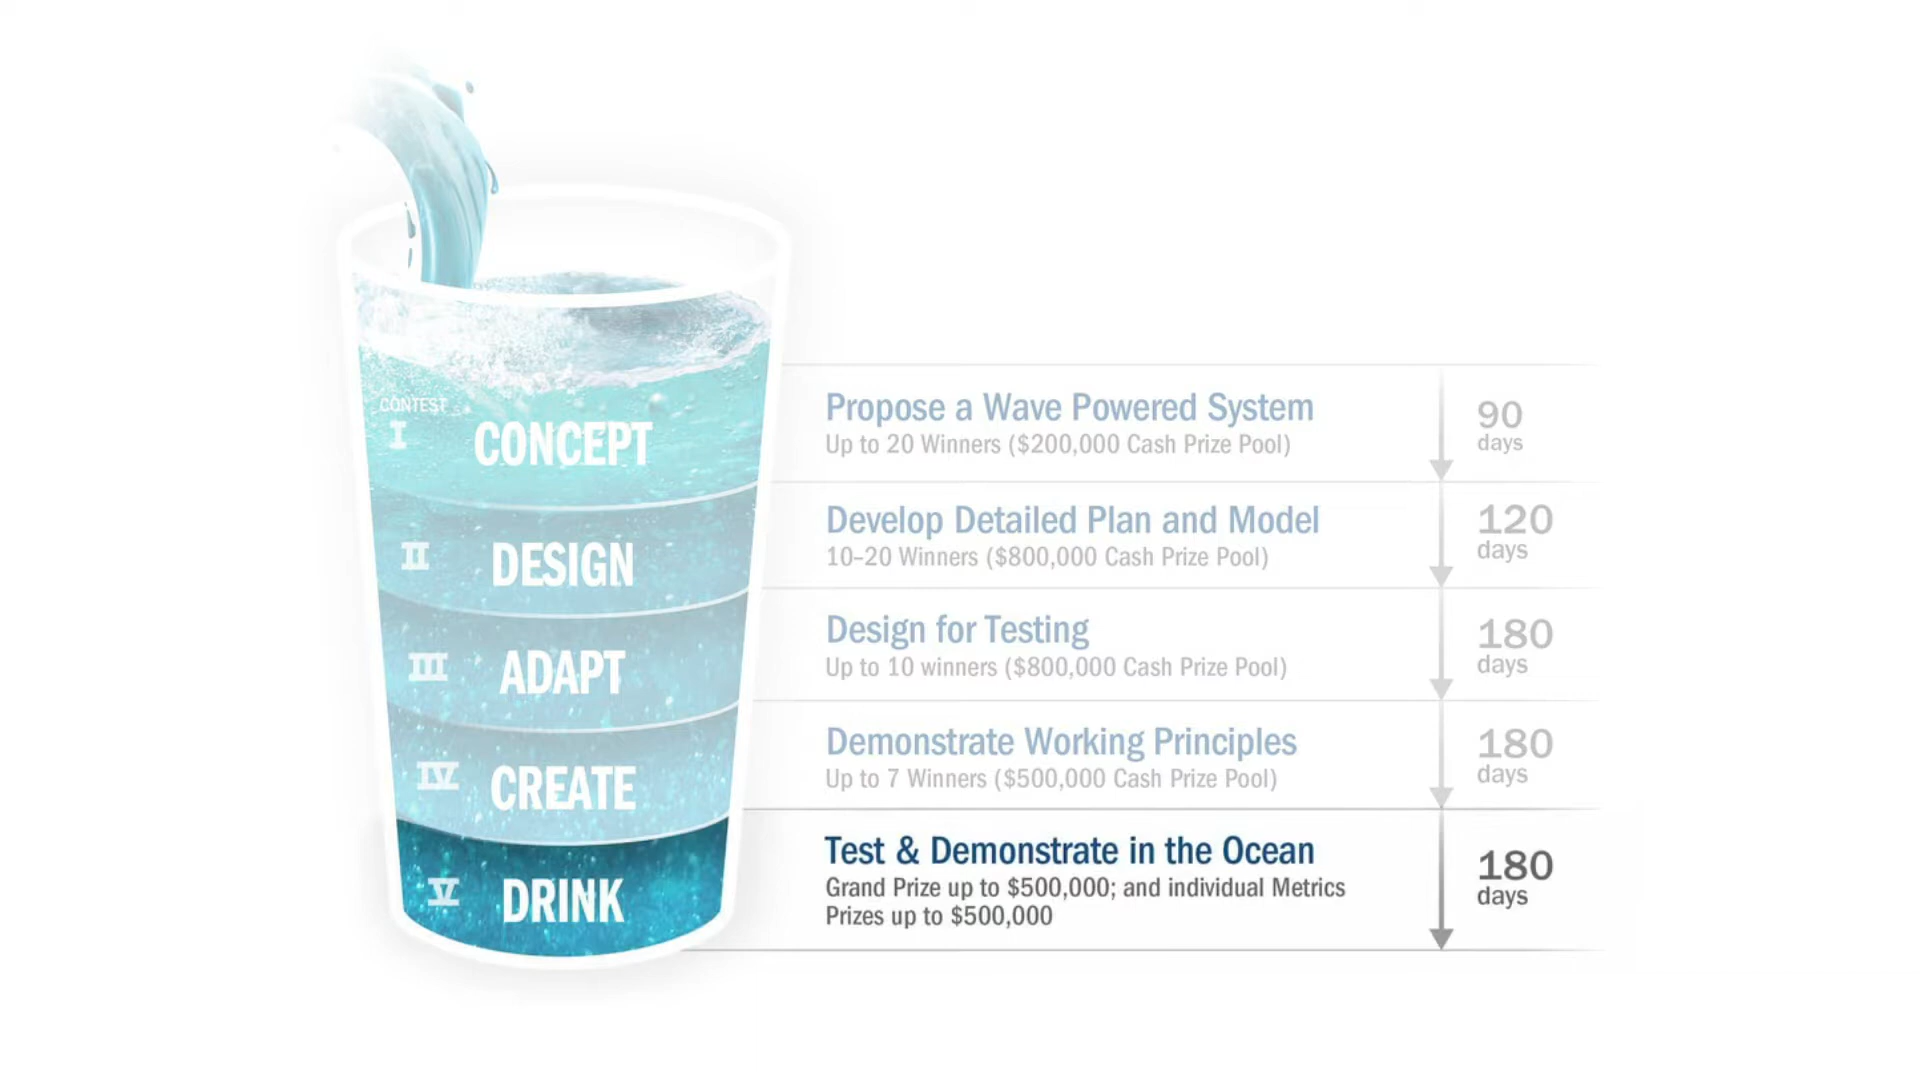 CONTEST
I
CONCEPT
Propose a Wave Powered System
Up to 20 Winners ($200,000 Cash Prize Pool)
90
days
II
DESIGN
Develop Detailed Plan and Model
10–20 Winners ($800,000 Cash Prize Pool)
120
days
III
ADAPT
Design for Testing
Up to 10 winners ($800,000 Cash Prize Pool)
180
days
IV
CREATE
Demonstrate Working Principles
Up to 7 Winners ($500,000 Cash Prize Pool)
180
days
V
DRINK
Test & Demonstrate in the Ocean
Grand Prize up to $500,000; and individual Metrics
Prizes up to $500,000
180
days